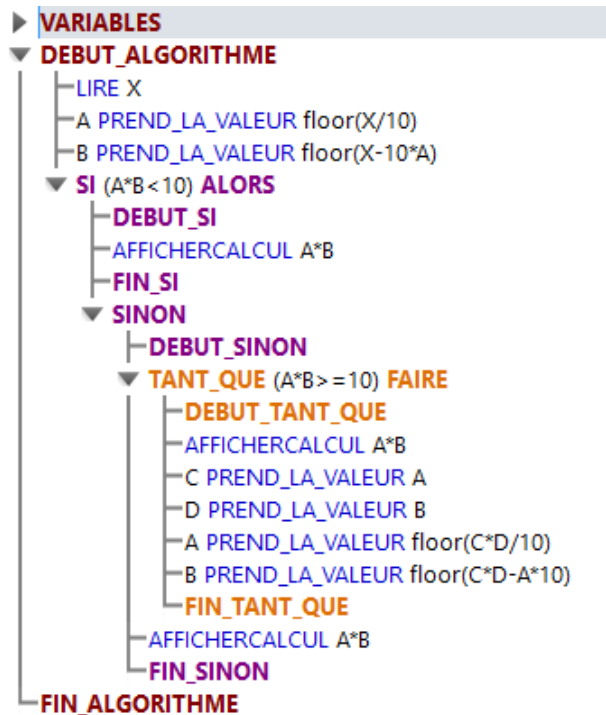 VARIABLES
DEBUT_ALGORITHME
LIRE X
A PREND_LA_VALEUR floor(X/10)
B PREND_LA_VALEUR floor(X-10*A)
SI (A*B<10) ALORS
DEBUT_SI
AFFICHERCALCUL A*B
FIN_SI
SINON
DEBUT_SINON
TANT_QUE (A*B>=10) FAIRE
DEBUT_TANT_QUE
AFFICHERCALCUL A*B
C PREND_LA_VALEUR A
D PREND_LA_VALEUR B
A PREND_LA_VALEUR floor(C*D/10)
B PREND_LA_VALEUR floor(C*D-A*10)
FIN_TANT_QUE
AFFICHERCALCUL A*B
FIN_SINON
FIN_ALGORITHME